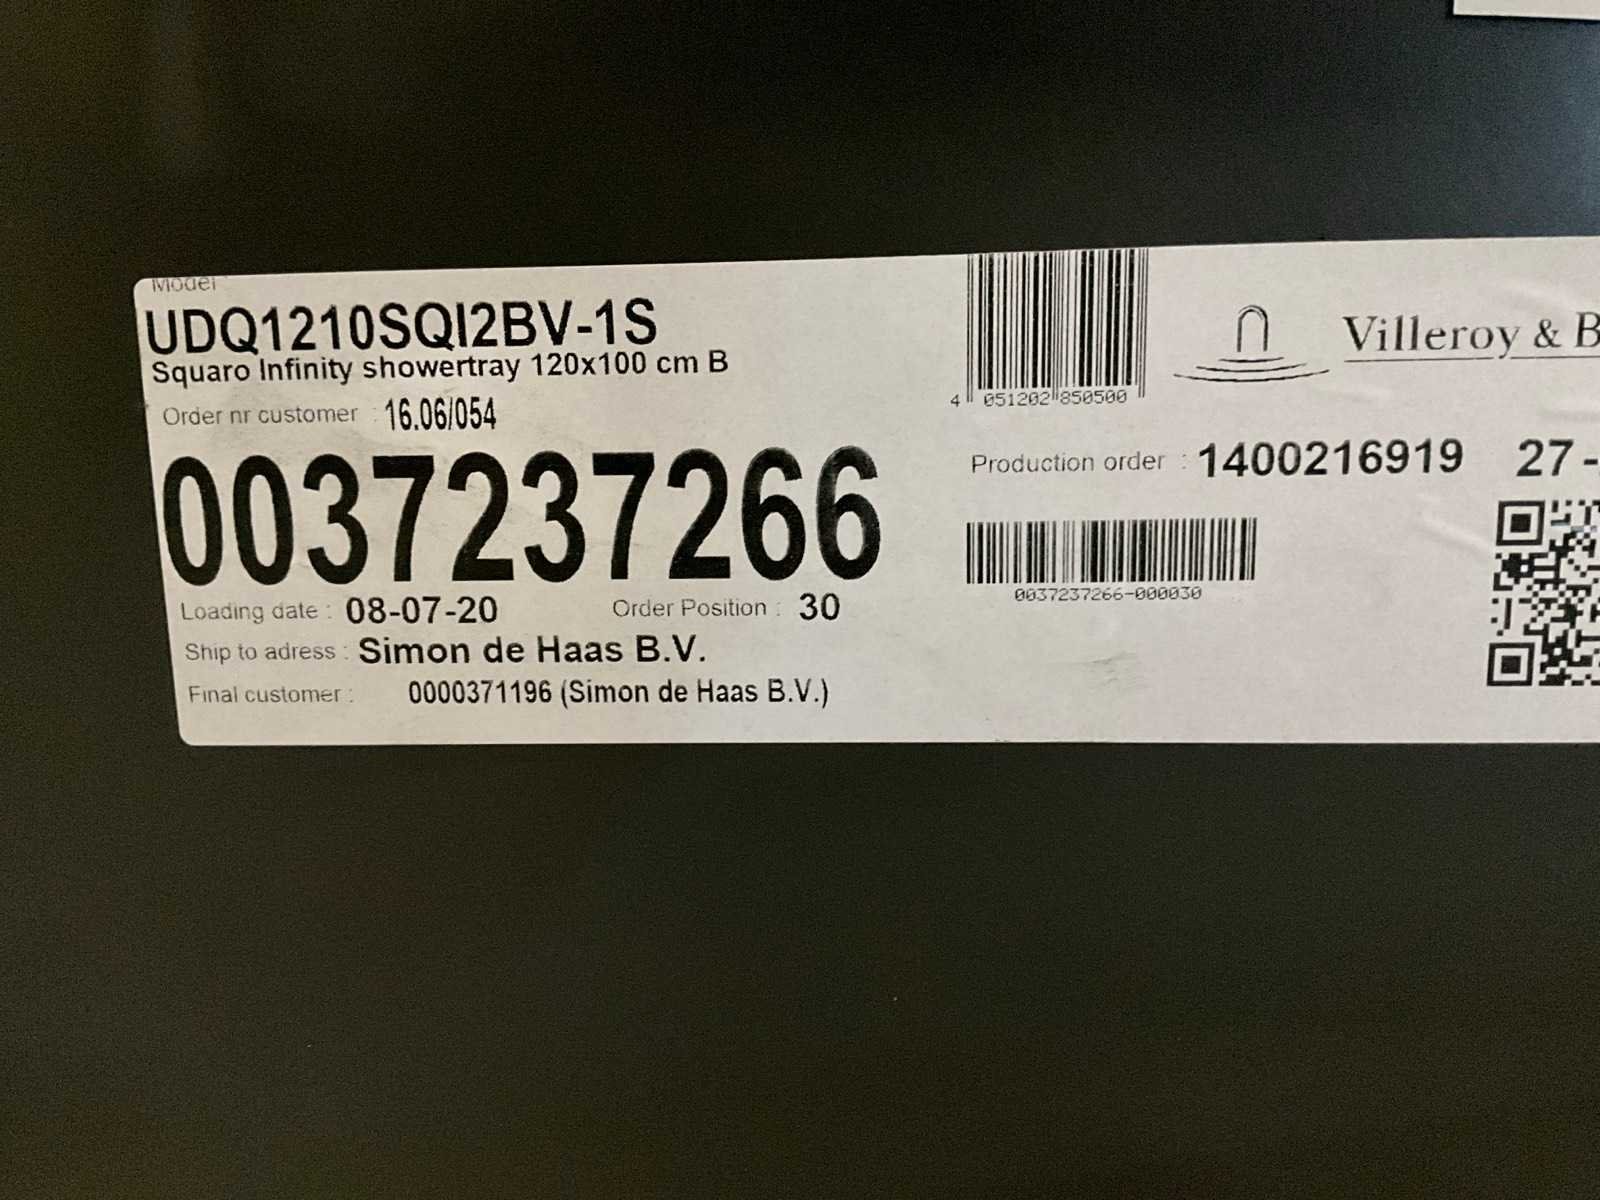 Model
UDQ1210SQI2BV-1S
Squaro Infinity showertray 120x100 cm B
Order nr customer : 16.06/054
0037237266
Loading date : 08-07-20 Order Position : 30
Ship to adress : Simon de Haas B.V.
Final customer : 0000371196 (Simon de Haas B.V.)
4 051202 850500
Villeroy & B
Production order : 1400216919 27-
0037237266-000030